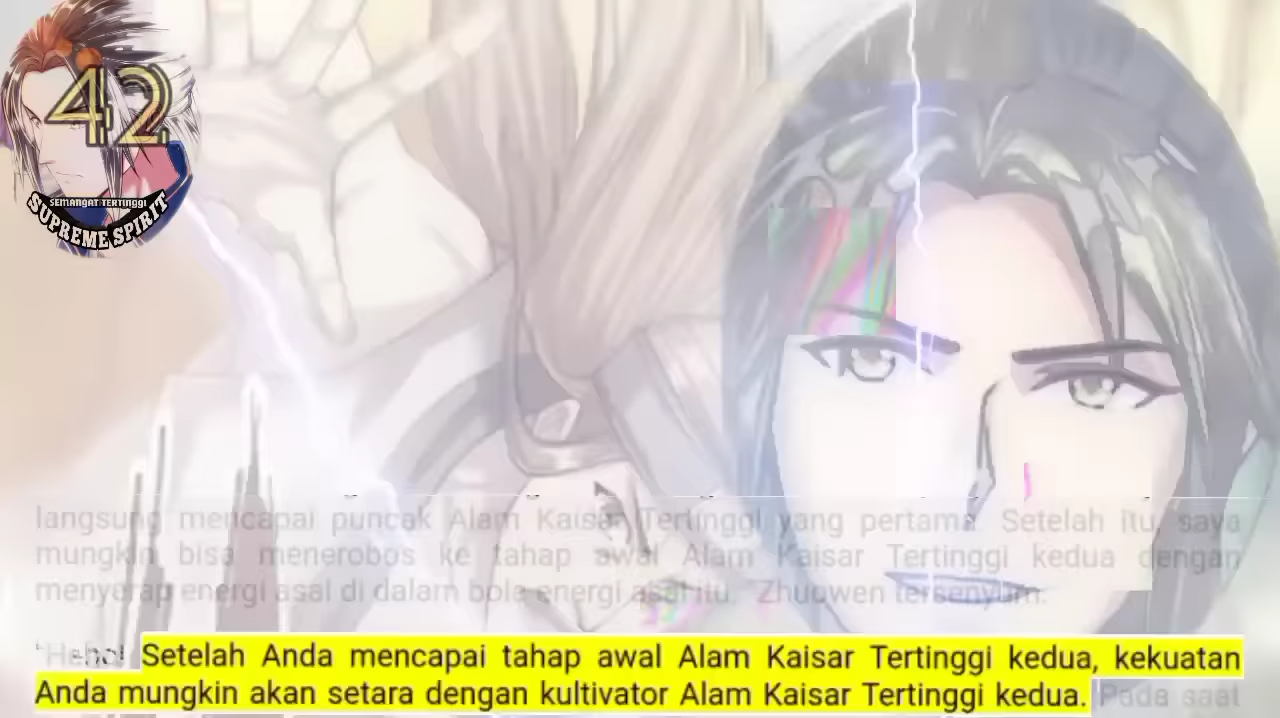 42
SEMANGAT TERTINGGI
SUPREME SPIRIT
langsung mencapai puncak Alam Kaisar Tertinggi yang pertama. Setelah itu, saya
mungkin bisa menerobos ke tahap awal Alam Kaisar Tertinggi kedua dengan
menyerap energi asal di dalam bola energi asal itu." Zhuowen tersenyum.
"Hebat Setelah Anda mencapai tahap awal Alam Kaisar Tertinggi kedua, kekuatan
Anda mungkin akan setara dengan kultivator Alam Kaisar Tertinggi kedua. Pada saat